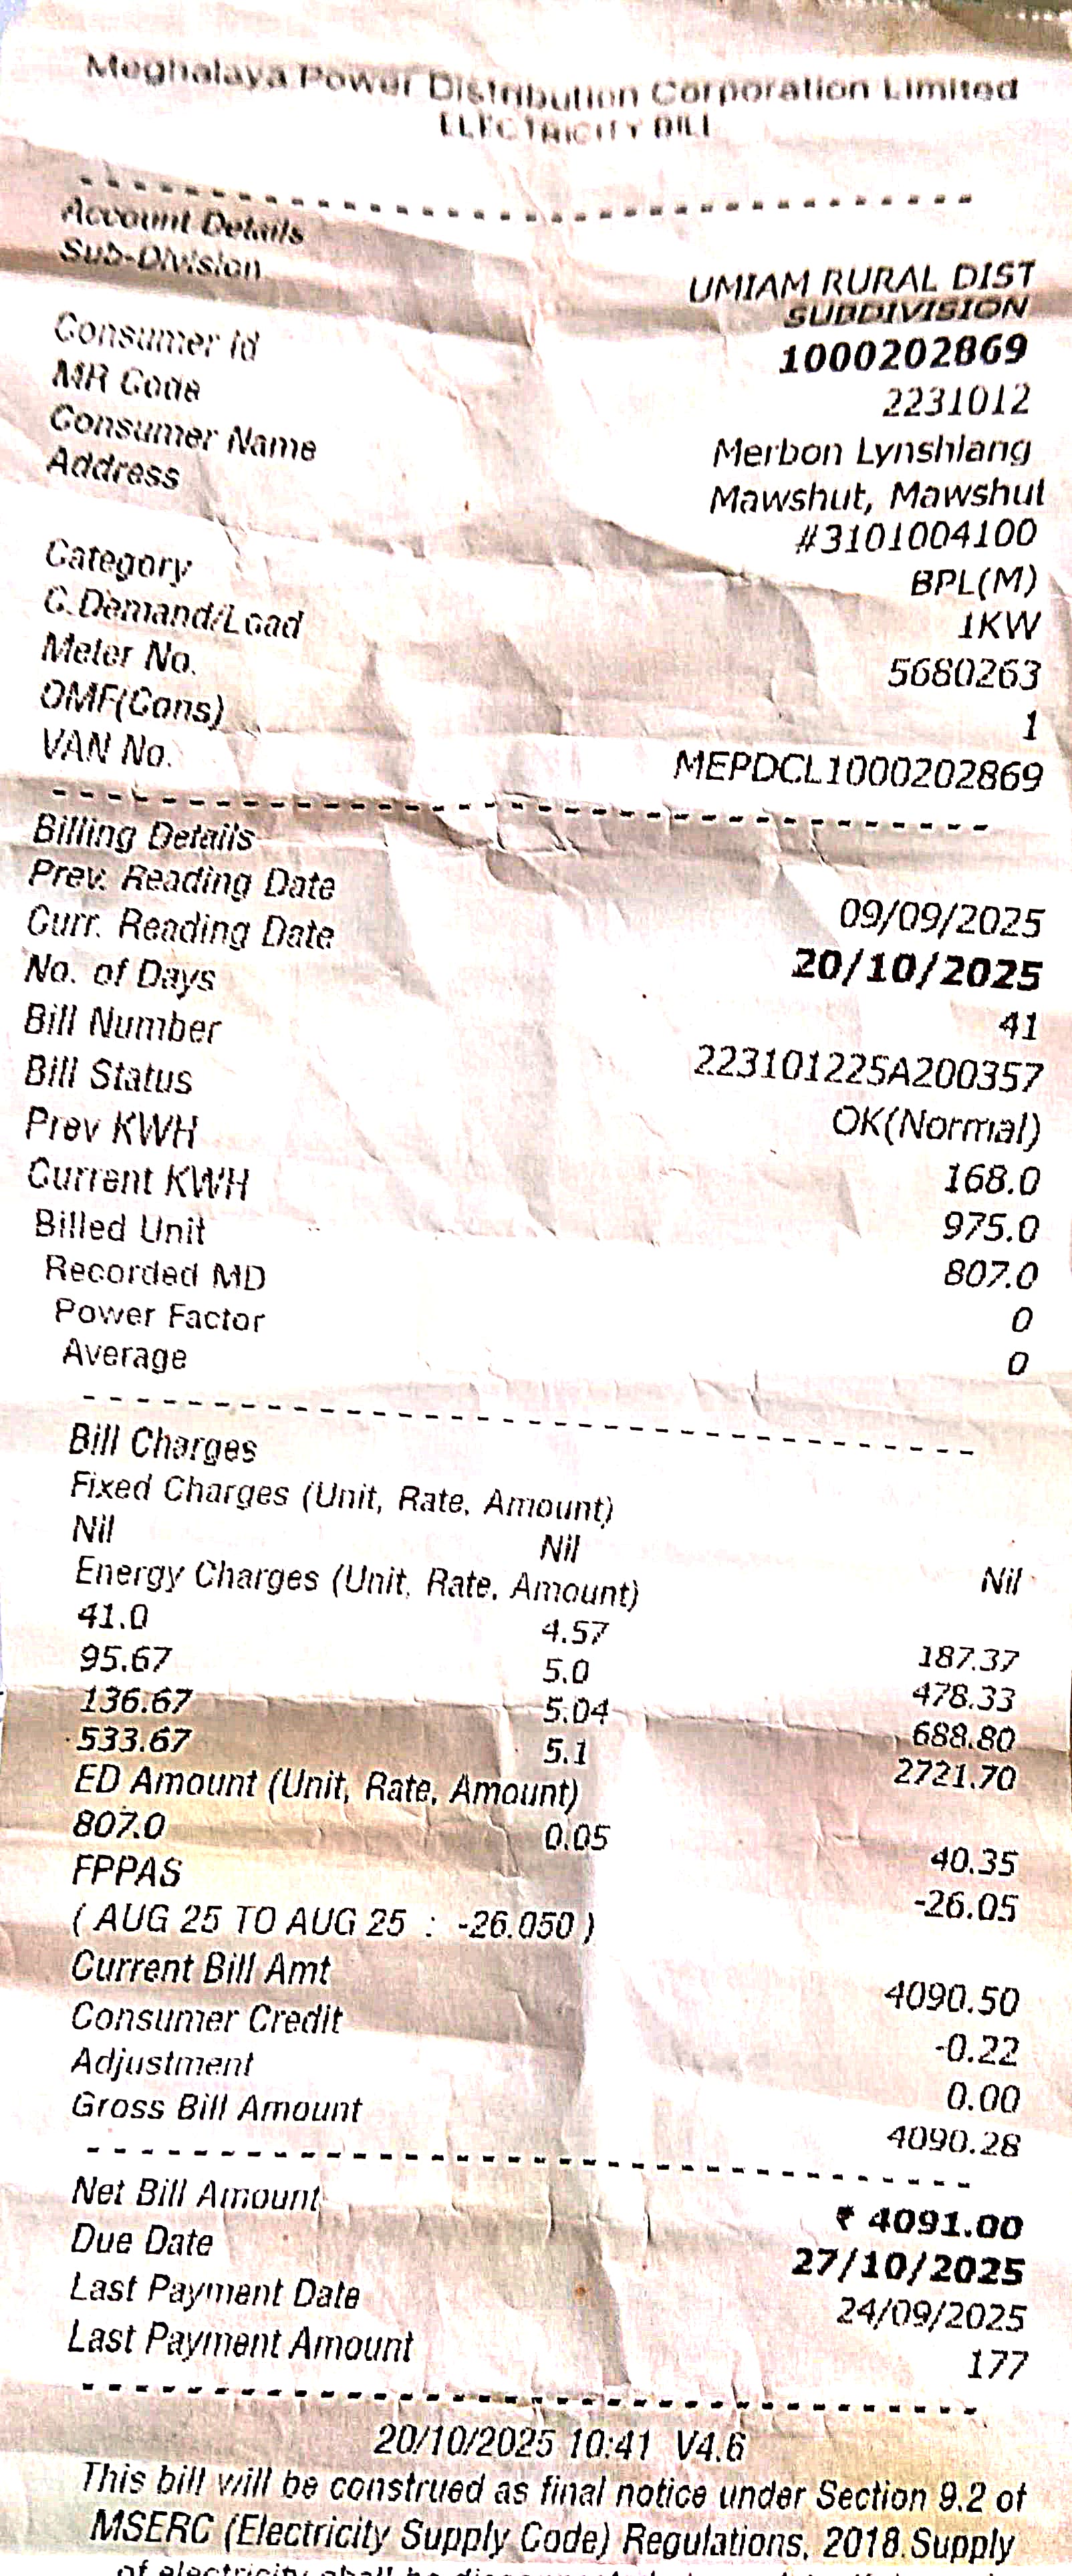 Meghalaya Power Distribution Corporation Limited
ELECTRICITY BILL
Account Details
Sub-Division UMIAM RURAL DIST
SUBDIVISION
Consumer Id 1000202869
MR Code 2231012
Consumer Name Merbon Lynshiang
Address Mawshut, Mawshut
#3101004100
Category BPL(M)
C.Demand/Load 1KW
Meter No. 5680263
OMF(Cons) 1
VAN No. MEPDCL1000202869
Billing Details
Prev. Reading Date 09/09/2025
Curr. Reading Date 20/10/2025
No. of Days 41
Bill Number 223101225A200357
Bill Status OK(Normal)
Prev KWH 168.0
Current KWH 975.0
Billed Unit 807.0
Recorded MD 0
Power Factor 0
Average
Bill Charges
Fixed Charges (Unit, Rate, Amount)
Nil Nil Nil
Energy Charges (Unit, Rate, Amount)
41.0 4.57 187.37
95.67 5.0 478.33
136.67 5.04 688.80
533.67 5.1 2721.70
ED Amount (Unit, Rate, Amount)
807.0 0.05 40.35
FPPAS -26.05
( AUG 25 TO AUG 25 : -26.050 )
Current Bill Amt 4090.50
Consumer Credit -0.22
Adjustment 0.00
Gross Bill Amount 4090.28
Net Bill Amount ₹ 4091.00
Due Date 27/10/2025
Last Payment Date 24/09/2025
Last Payment Amount 177
20/10/2025 10:41 V4.6
This bill will be construed as final notice under Section 9.2 of
MSERC (Electricity Supply Code) Regulations, 2018.Supply
of electricity shall be